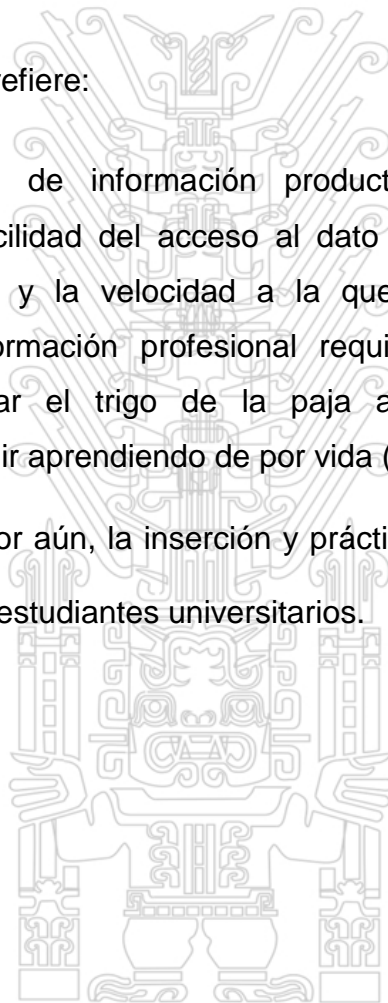 efiere:
de información product
cilidad del acceso al dato
y la velocidad a la que
ormación profesional requi
ar el trigo de la paja a
ir aprendiendo de por vida (
or aún, la inserción y prácti
estudiantes universitarios.